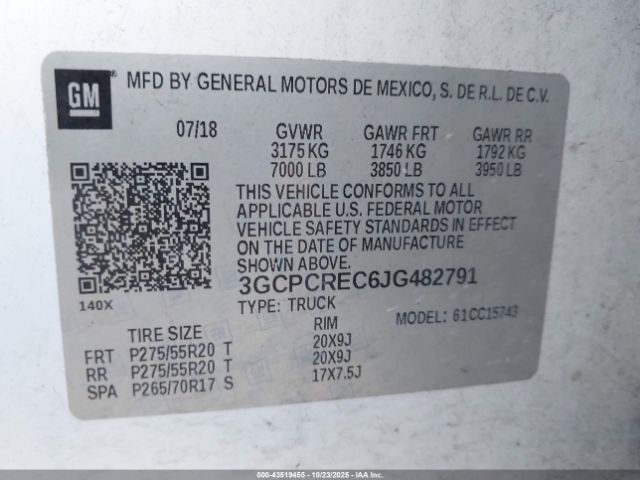 GM
MFD BY GENERAL MOTORS DE MEXICO, S. DE R.L. DE C.V.
07/18 GVWR GAWR FRT GAWR RR
3175 KG 1746 KG 1792 KG
7000 LB 3850 LB 3950 LB
THIS VEHICLE CONFORMS TO ALL
APPLICABLE U.S. FEDERAL MOTOR
VEHICLE SAFETY STANDARDS IN EFFECT
ON THE DATE OF MANUFACTURE
SHOWN ABOVE.
3GCPCREC6JG482791
140X TYPE: TRUCK MODEL: 61CC15743
TIRE SIZE RIM
FRT P275/55R20 T 20X9J
RR P275/55R20 T 20X9J
SPA P265/70R17 S 17X7.5J
000-43519455 - 10/23/2025 - IAAI.COM